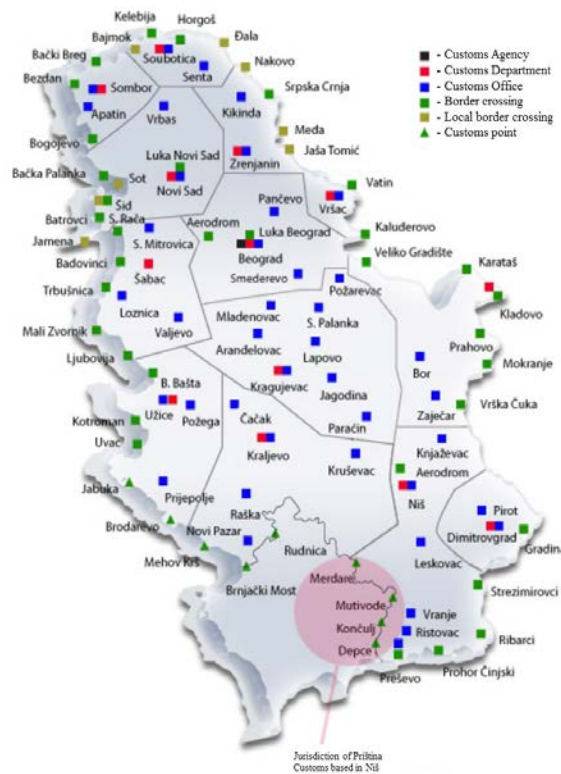 Kelebija
Horgoš
Bajmok
Đala
Bački Breg
Soubotica
Nakovo
Senta
Bezdan
Sombor
Srpska Crnja
Apatin
Vrbas
Kikinda
Meda
Bogojevo
Luka Novi Sad
Jaša Tomić
Zrenjanin
Bačka Palanka
Sot
Novi Sad
Vatin
Pančevo
Vršac
Šid
Batrovci
S. Rača
Aerodrom
Luka Beograd
Kaluđerovo
Jamena
S. Mitrovica
Beograd
Veliko Gradište
Karataš
Badovinci
Šabac
Smederevo
Požarevac
Trbušnica
Kladovo
Loznica
Mladenovac
S. Palanka
Mali Zvornik
Valjevo
Aranđelovac
Prahovo
Lapovo
Ljubovija
Bor
Mokranje
B. Bašta
Kragujevac
Jagodina
Užice
Požega
Zaječar
Vrška Čuka
Kotroman
Čačak
Paraćin
Uvac
Kraljevo
Knjaževac
Kruševac
Aerodrom
Jabuka
Prijepolje
Niš
Pirot
Raška
Dimitrovgrad
Brodarevo
Novi Pazar
Gradina
Mehov Krš
Rudnica
Leskovac
Merdare
Brnjački Most
Strezimirovci
Mutivode
Vranje
Končulj
Ristovac
Ribarci
Depce
Preševo
Prohor Činjski
- Customs Agency
- Customs Department
- Customs Office
- Border crossing
- Local border crossing
- Customs point
Jurisdiction of Priština
Customs based in Niš